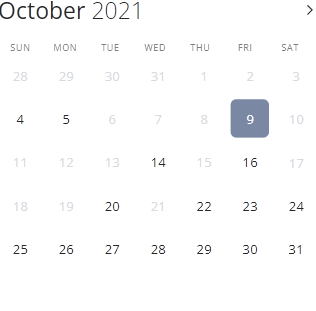 October 2021
SUN MON TUE WED THU FRI SAT
28 29 30 31 1 2 3
4 5 6 7 8 9 10
11 12 13 14 15 16 17
18 19 20 21 22 23 24
25 26 27 28 29 30 31